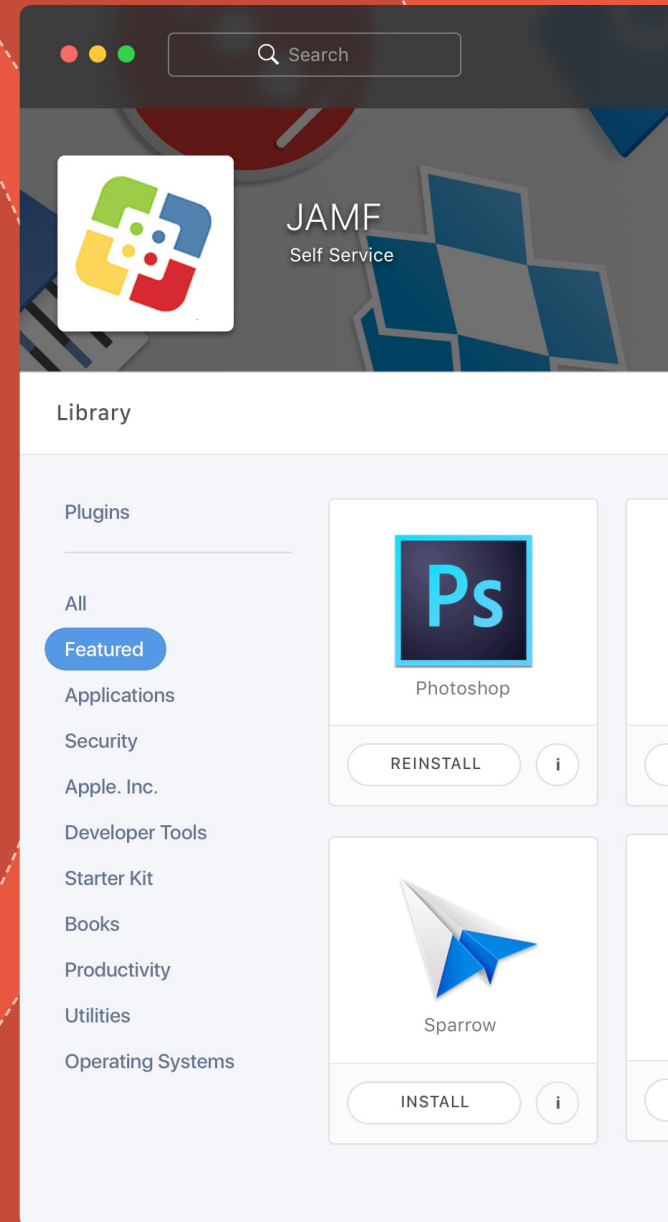 Search
JAMF
Self Service
Library
Plugins
All
Featured
Applications
Security
Apple. Inc.
Developer Tools
Starter Kit
Books
Productivity
Utilities
Operating Systems
Ps
Photoshop
REINSTALL
i
Sparrow
INSTALL
i